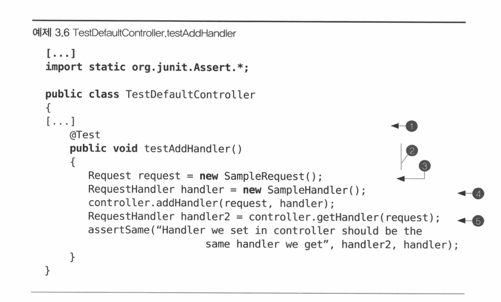 예제 3.6 TestDefaultController.testAddHandler
[...]
import static org.junit.Assert.*;
public class TestDefaultController
{
[...]
@Test
public void testAddHandler()
{
Request request = new SampleRequest();
RequestHandler handler = new SampleHandler();
controller.addHandler(request, handler);
RequestHandler handler2 = controller.getHandler(request);
assertSame(“Handler we set in controller should be the
same handler we get”, handler2, handler);
}
}
1
2
3
4
5